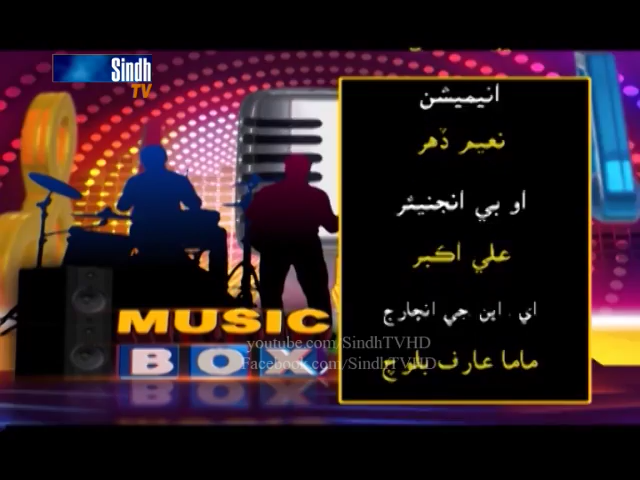 Sindh
TV
انيميشن
نعيم ڏهر
او بي انجنيئر
علي اڪبر
اي . اين جي انچارج
ماما عارف بلوچ
MUSIC
BOX
youtube.com/SindhTVHD
Facebook.com/SindhTVHD